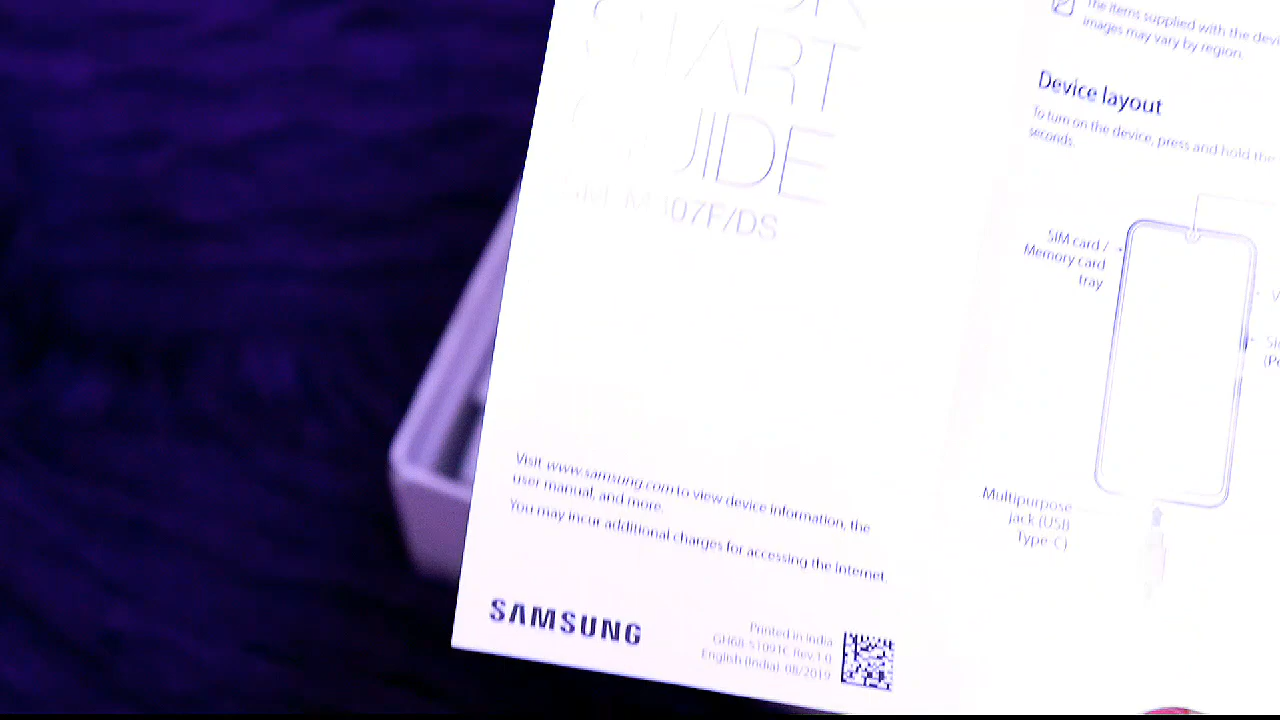 START
GUIDE
07F/DS
Visit www.samsung.com to view device information, the
user manual, and more.
You may incur additional charges for accessing the Internet.
SAMSUNG
Printed in India
English (India). 08/2019
The items supplied with the
images may vary by region.
Device layout
To turn on the device, press and hold the
seconds.
SIM card /
Memory card
tray
Multipurpose
jack (USB
Type-C)